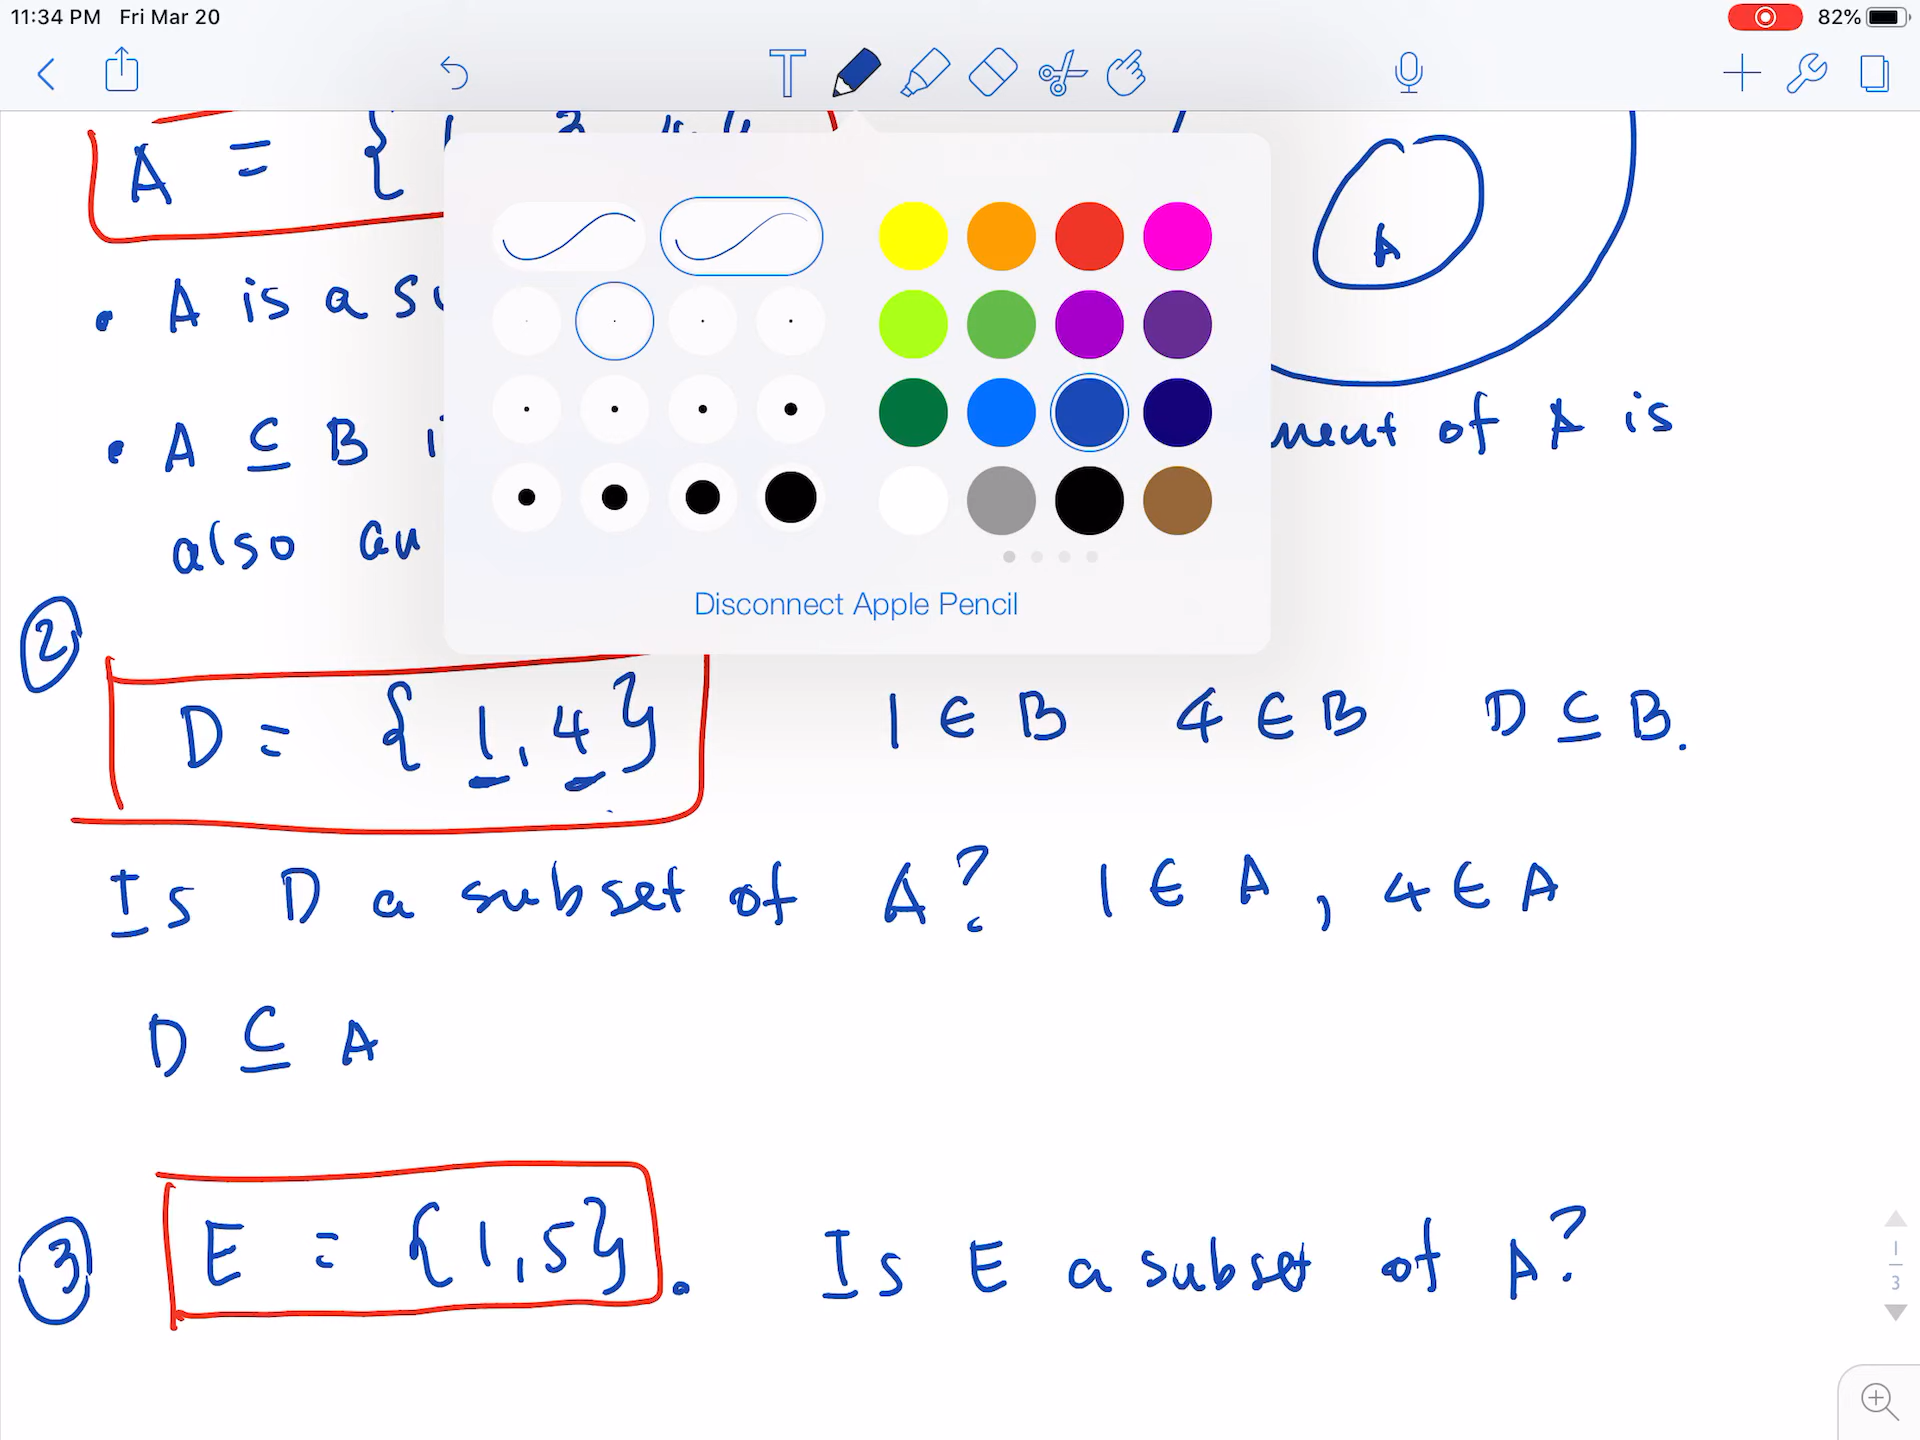 11:34 PM Fri Mar 20 82%
A = {
A
• A is a su
• A ⊆ B i
of A is
also an
Disconnect Apple Pencil
②
D = { 1, 4 } 1 ∈ B 4 ∈ B D ⊆ B.
Is D a subset of A? 1 ∈ A , 4 ∈ A
D ⊆ A
③ E = {1,5}. Is E a subset of A?
1
3